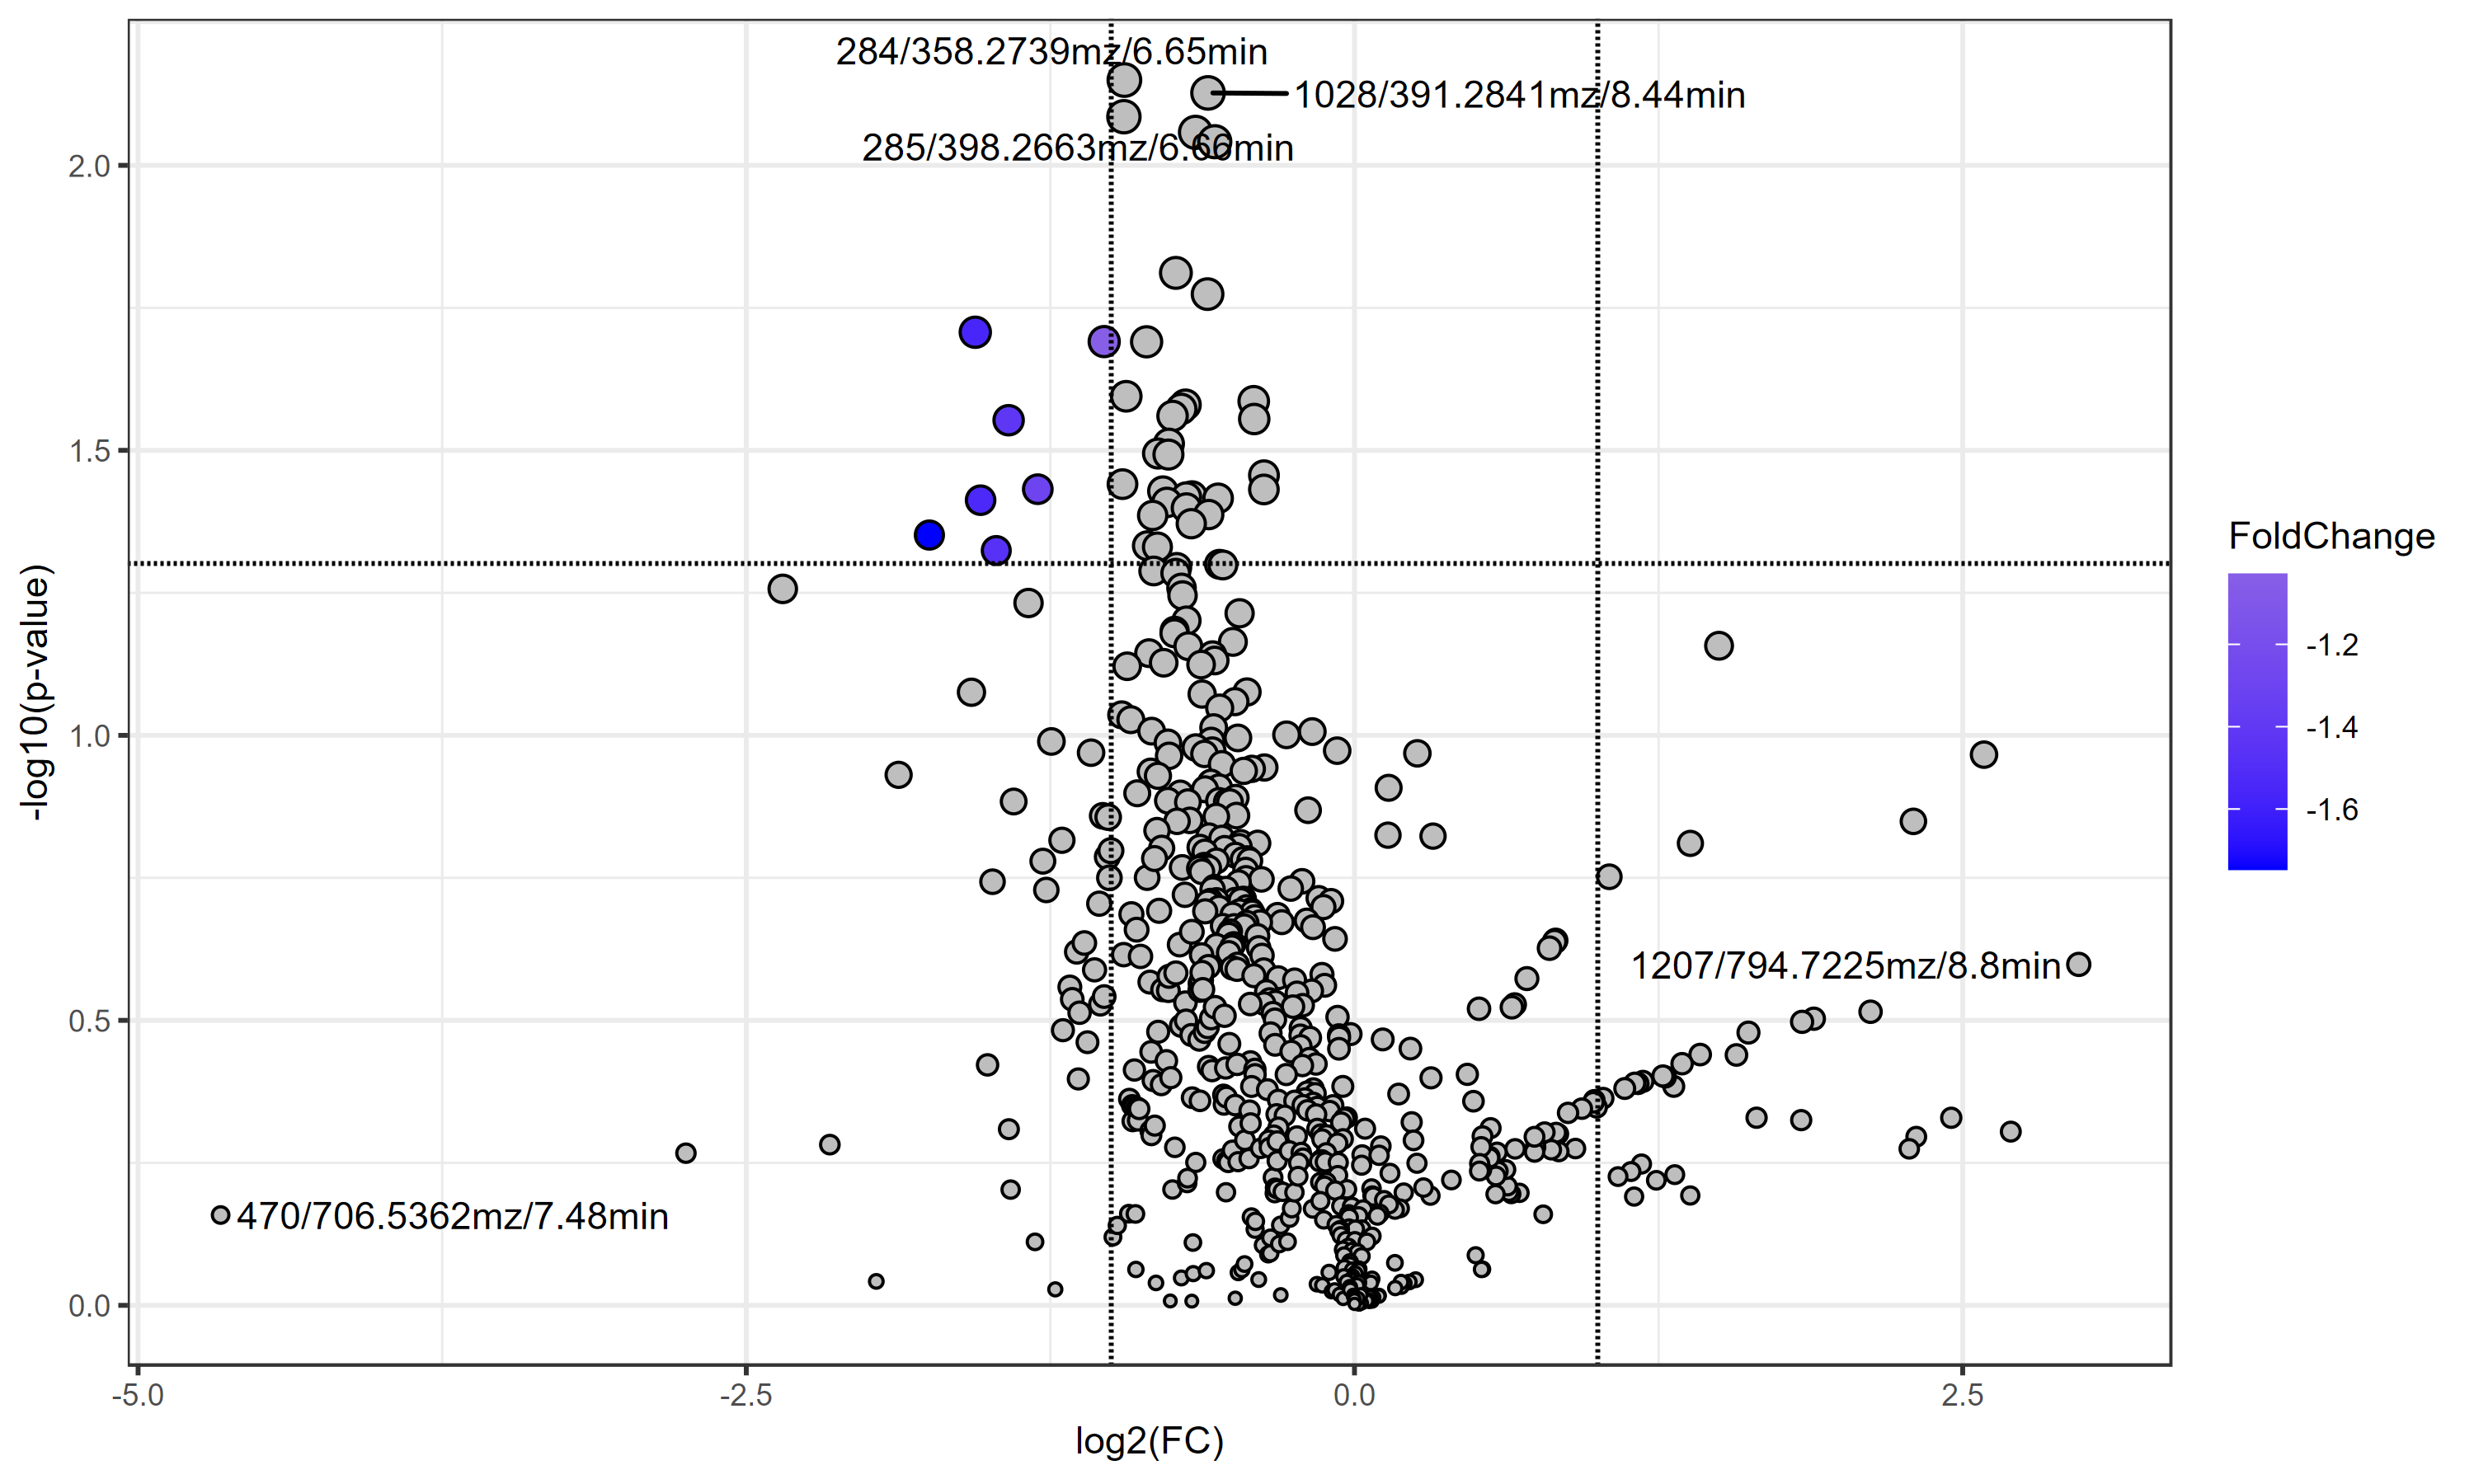 284/358.2739mz/6.65min
1028/391.2841mz/8.44min
285/398.2663mz/6.66min
1207/794.7225mz/8.8min
470/706.5362mz/7.48min
-log10(p-value)
2.0
1.5
1.0
0.5
0.0
-5.0
-2.5
0.0
2.5
log2(FC)
FoldChange
-1.2
-1.4
-1.6